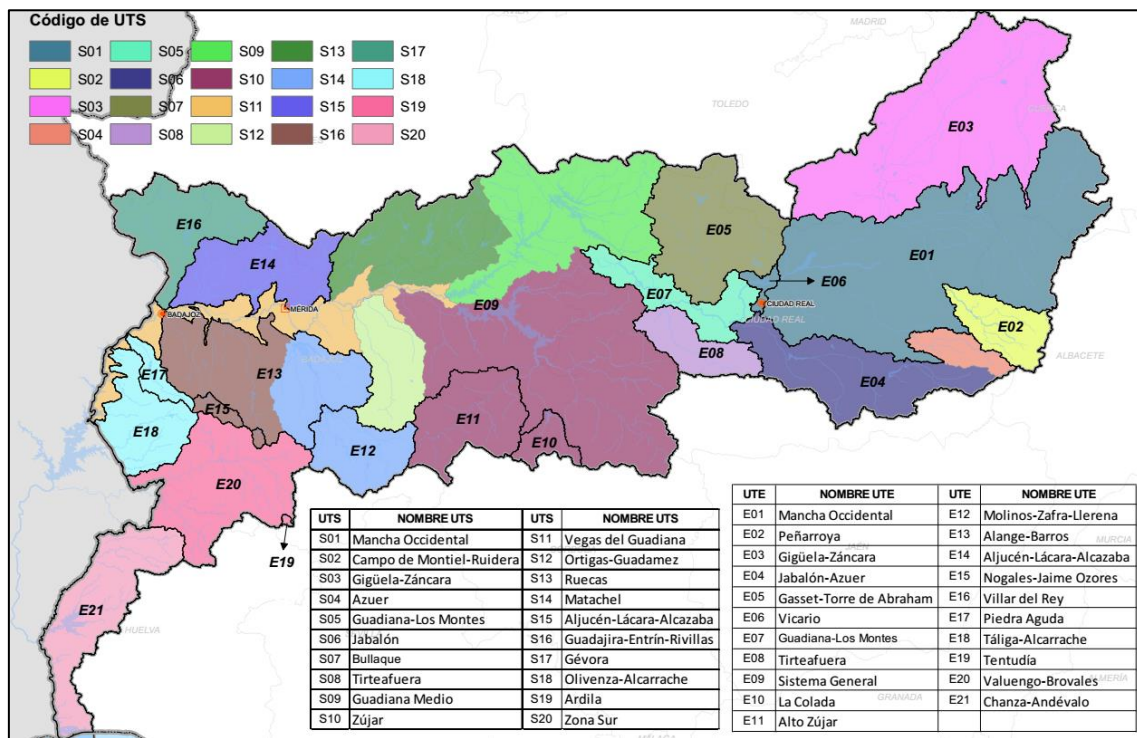 Código de UTS
S01 S05 S09 S13 S17
S02 S06 S10 S14 S18
S03 S07 S11 S15 S19
S04 S08 S12 S16 S20
MADRID
TOLEDO
E03
E16
E05
E14
E01
E06
E07
E09
MÉRIDA
BADAJOZ
CIUDAD REAL
CIUDAD REAL
E02
E08
ALBACETE
E17
E13
E04
E15
E11
E18
E12
E10
E20
E19
E21
HUELVA
UTS NOMBRE UTS UTS NOMBRE UTS
S01 Mancha Occidental S11 Vegas del Guadiana
S02 Campo de Montiel-Ruidera S12 Ortigas-Guadamez
S03 Gigüela-Záncara S13 Ruecas
S04 Azuer S14 Matachel
S05 Guadiana-Los Montes S15 Aljucén-Lácara-Alcazaba
S06 Jabalón S16 Guadajira-Entrín-Rivillas
S07 Bullaque S17 Gévora
S08 Tirteafuera S18 Olivenza-Alcarrache
S09 Guadiana Medio S19 Ardila
S10 Zújar S20 Zona Sur
UTE NOMBRE UTE UTE NOMBRE UTE
E01 Mancha Occidental E12 Molinos-Zafra-Llerena
E02 Peñarroya E13 Alange-Barros
E03 Gigüela-Záncara E14 Aljucén-Lácara-Alcazaba
E04 Jabalón-Azuer E15 Nogales-Jaime Ozores
E05 Gasset-Torre de Abraham E16 Villar del Rey
E06 Vicario E17 Piedra Aguda
E07 Guadiana-Los Montes E18 Táliga-Alcarrache
E08 Tirteafuera E19 Tentudía
E09 Sistema General E20 Valuengo-Brovales
E10 La Colada E21 Chanza-Andévalo
E11 Alto Zújar
JAÉN
MURCIA
GRANADA
ALMERÍA
MÁLAGA